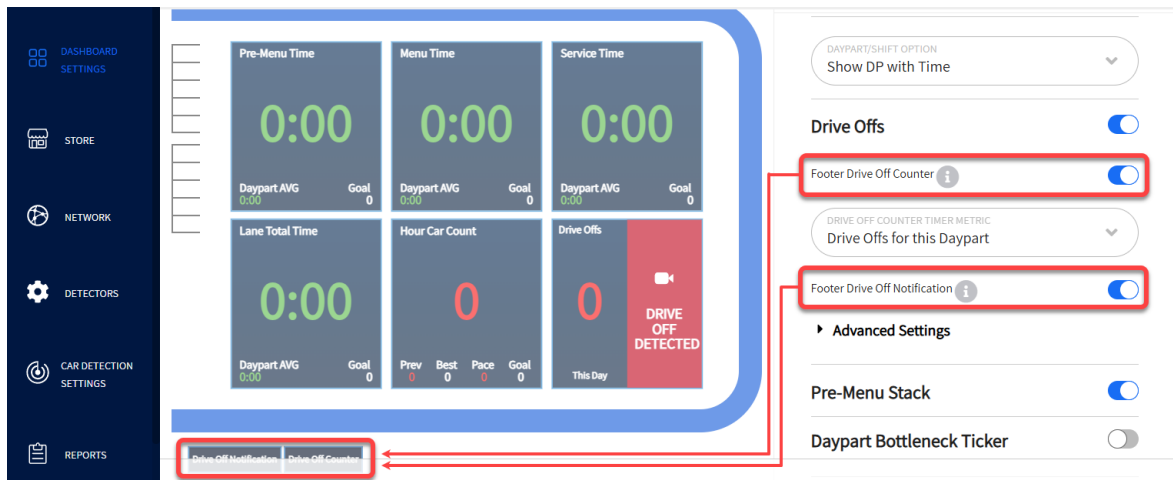 DASHBOARD
SETTINGS
STORE
NETWORK
DETECTORS
CAR DETECTION
SETTINGS
REPORTS
Pre-Menu Time
0:00
Daypart AVG Goal
0:00 0
Menu Time
0:00
Daypart AVG Goal
0:00 0
Service Time
0:00
Daypart AVG Goal
0:00 0
Lane Total Time
0:00
Daypart AVG Goal
0:00 0
Hour Car Count
0
Prev Best Pace Goal
0 0 0 0
Drive Offs
0
This Day
DRIVE
OFF
DETECTED
Drive Off Notification Drive Off Counter
DAYPART/SHIFT OPTION
Show DP with Time
Drive Offs
Footer Drive Off Counter i
DRIVE OFF COUNTER TIMER METRIC
Drive Offs for this Daypart
Footer Drive Off Notification i
Advanced Settings
Pre-Menu Stack
Daypart Bottleneck Ticker